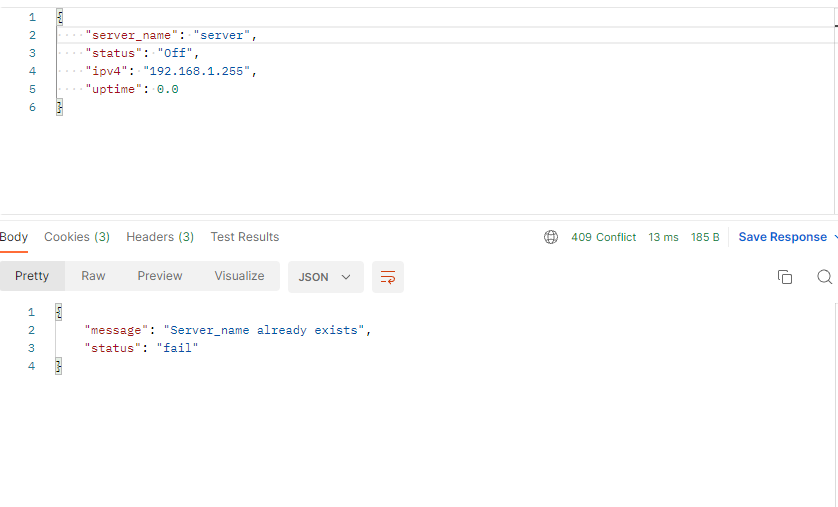 1 {
2 "server_name": "server",
3 "status": "Off",
4 "ipv4": "192.168.1.255",
5 "uptime": 0.0
6 }
Body Cookies (3) Headers (3) Test Results 409 Conflict 13 ms 185 B Save Response
Pretty Raw Preview Visualize JSON
1 {
2 "message": "Server_name already exists",
3 "status": "fail"
4 }